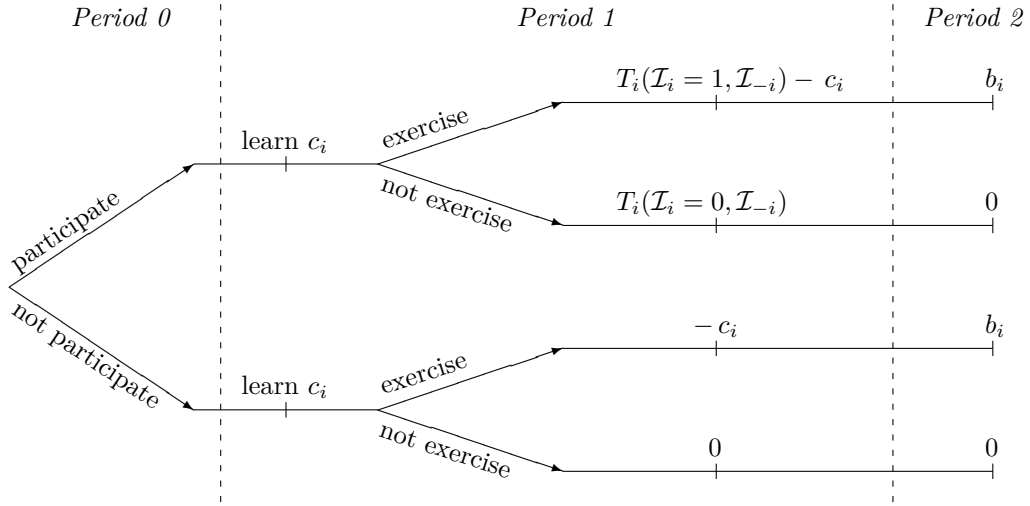 Period 0 Period 1 Period 2
T_i(𝓘_i = 1, 𝓘_{-i}) − c_i b_i
exercise
learn c_i
not exercise
T_i(𝓘_i = 0, 𝓘_{-i}) 0
participate
not participate
− c_i b_i
exercise
learn c_i
not exercise
0 0